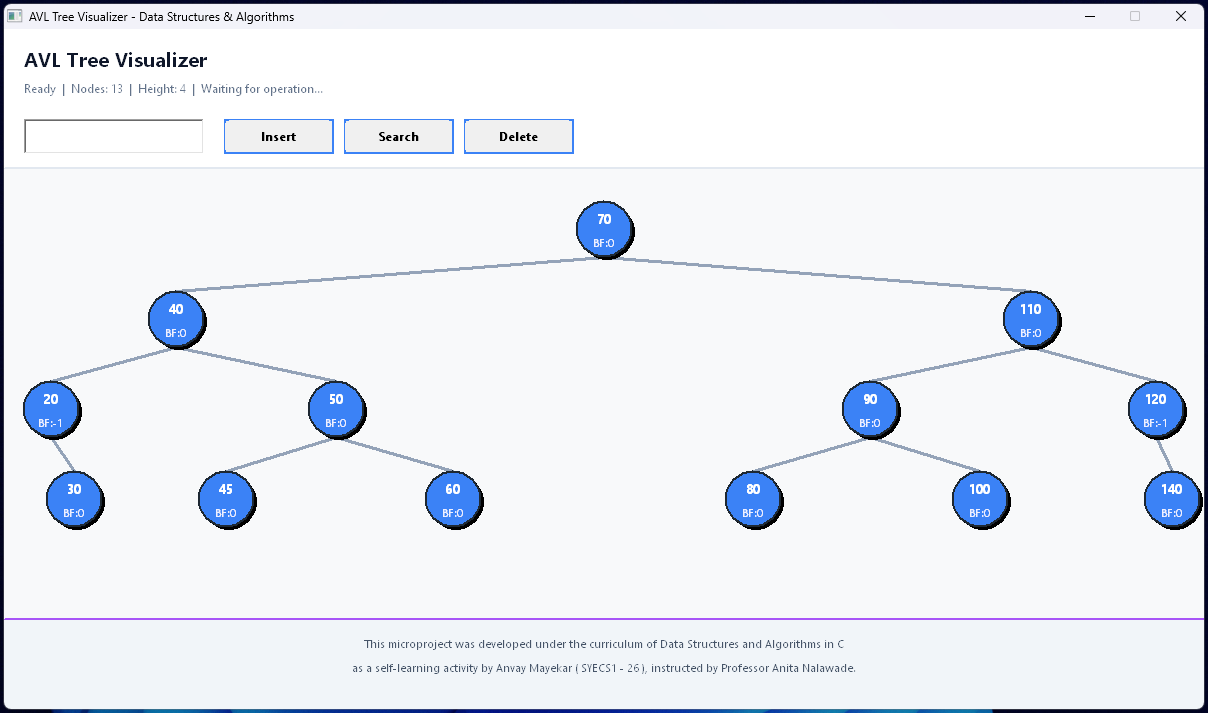 AVL Tree Visualizer - Data Structures & Algorithms
AVL Tree Visualizer
Ready | Nodes: 13 | Height: 4 | Waiting for operation...
Insert Search Delete
70
BF:0
40 110
BF:0 BF:0
20 50 90 120
BF:-1 BF:0 BF:0 BF:-1
30 45 60 80 100 140
BF:0 BF:0 BF:0 BF:0 BF:0 BF:0
This microproject was developed under the curriculum of Data Structures and Algorithms in C
as a self-learning activity by Anvay Mayekar ( SYECS1 - 26 ), instructed by Professor Anita Nalawade.